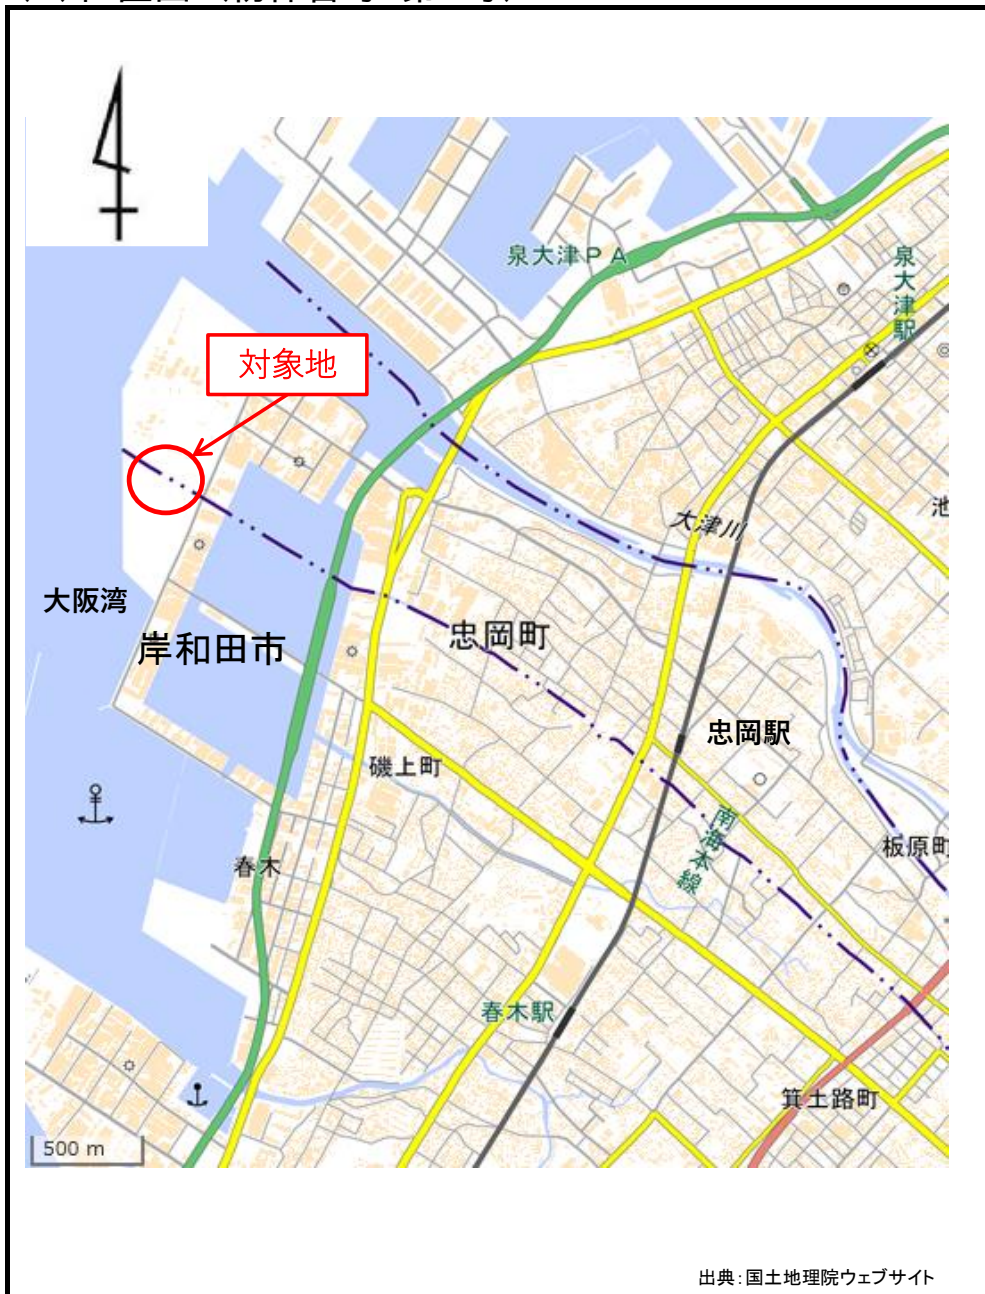 泉大津PA
泉大津駅
対象地
池
大津川
大阪湾
岸和田市
忠岡町
忠岡駅
磯上町
南海本線
板原町
春木
春木駅
箕土路町
500 m
出典:国土地理院ウェブサイト